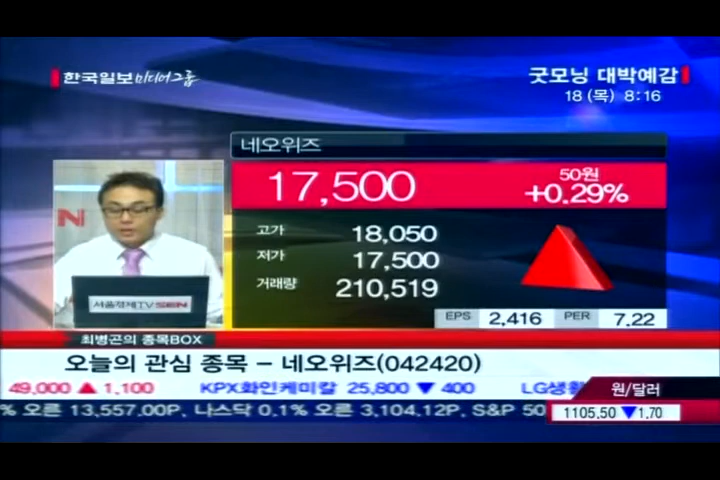 한국일보 미디어그룹
굿모닝 대박예감
18 (목) 8:16
네오위즈
17,500
50원
+0.29%
고가 18,050
저가 17,500
거래량 210,519
EPS 2,416 PER 7.22
N
서울경제TV SEN
최병곤의 종목BOX
오늘의 관심 종목 – 네오위즈(042420)
49,000 ▲ 1,100 KPX화인케미칼 25,800 ▼ 400 LG생활
원/달러
% 오른 13,557.00P, 나스닥 0.1% 오른 3,104.12P, S&P 50
1105.50 ▼1.70